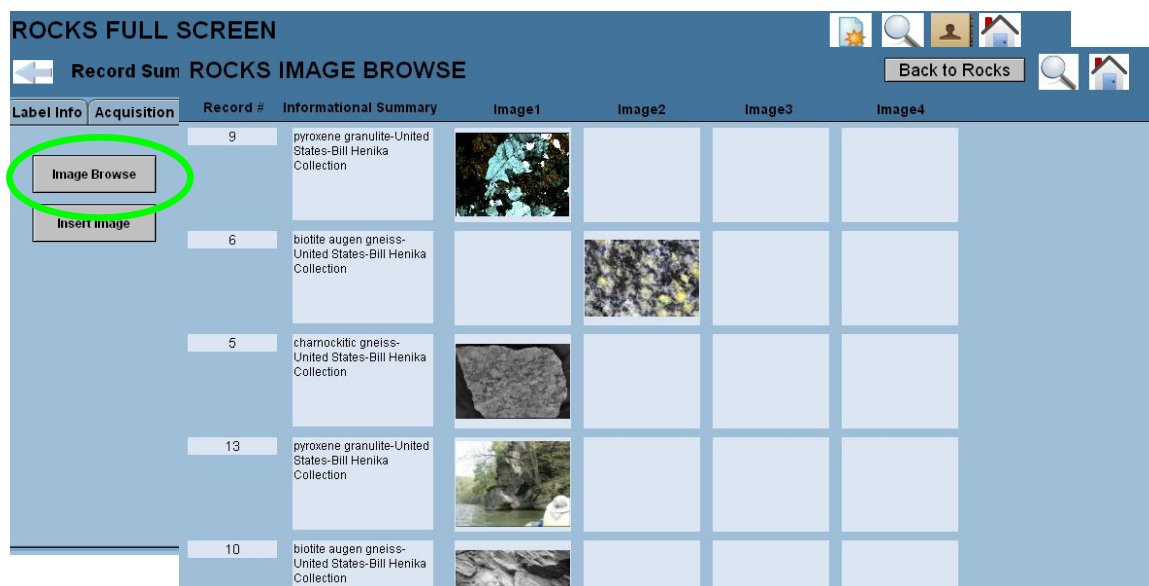 ROCKS FULL SCREEN
Record Sum
ROCKS IMAGE BROWSE
Back to Rocks
Label Info
Acquisition
Image Browse
Insert Image
Record #
Informational Summary
Image1
Image2
Image3
Image4
9
pyroxene granulite-United
States-Bill Henika
Collection
6
biotite augen gneiss-
United States-Bill Henika
Collection
5
charnockitic gneiss-
United States-Bill Henika
Collection
13
pyroxene granulite-United
States-Bill Henika
Collection
10
biotite augen gneiss-
United States-Bill Henika
Collection